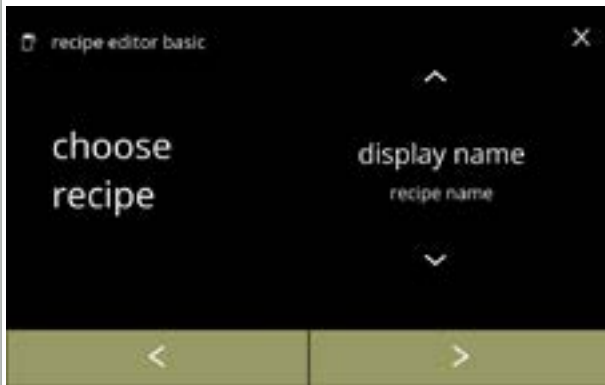 recipe editor basic
choose
recipe
display name
recipe name